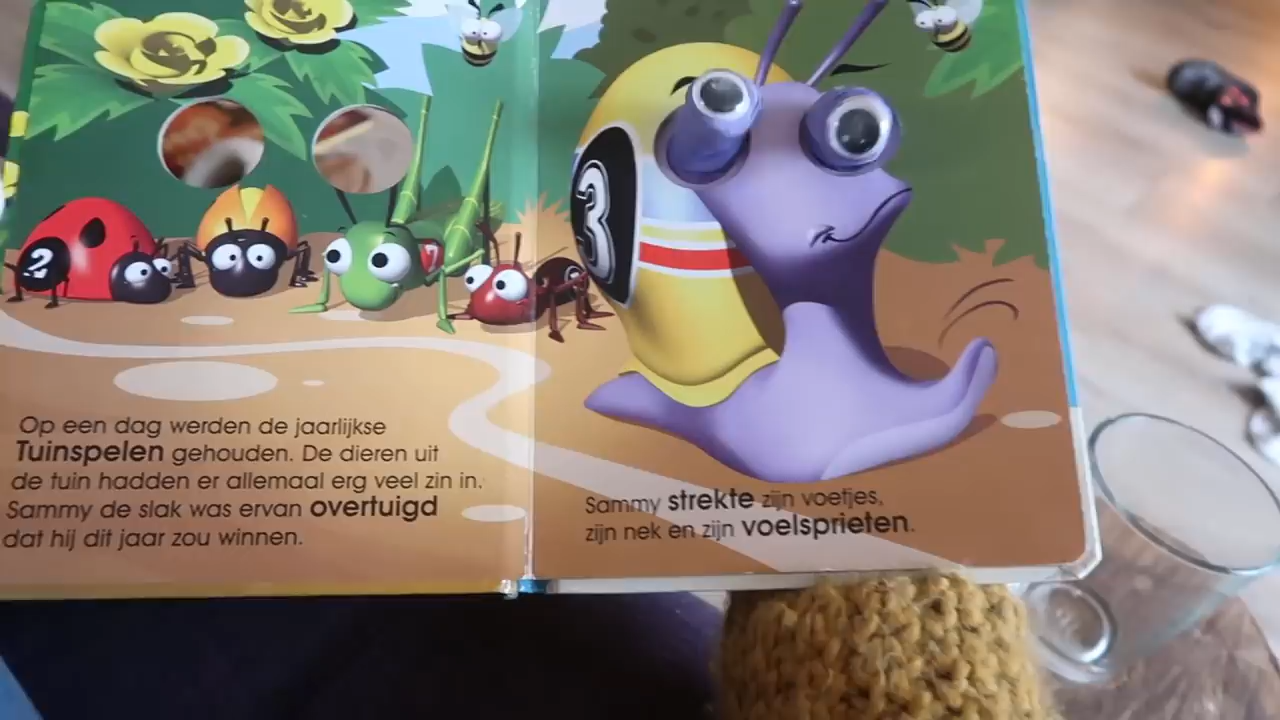 2
7
3
Op een dag werden de jaarlijkse
Tuinspelen gehouden. De dieren uit
de tuin hadden er allemaal erg veel zin in.
Sammy de slak was ervan overtuigd
dat hij dit jaar zou winnen.
Sammy strekte zijn voetjes,
zijn nek en zijn voelsprieten.